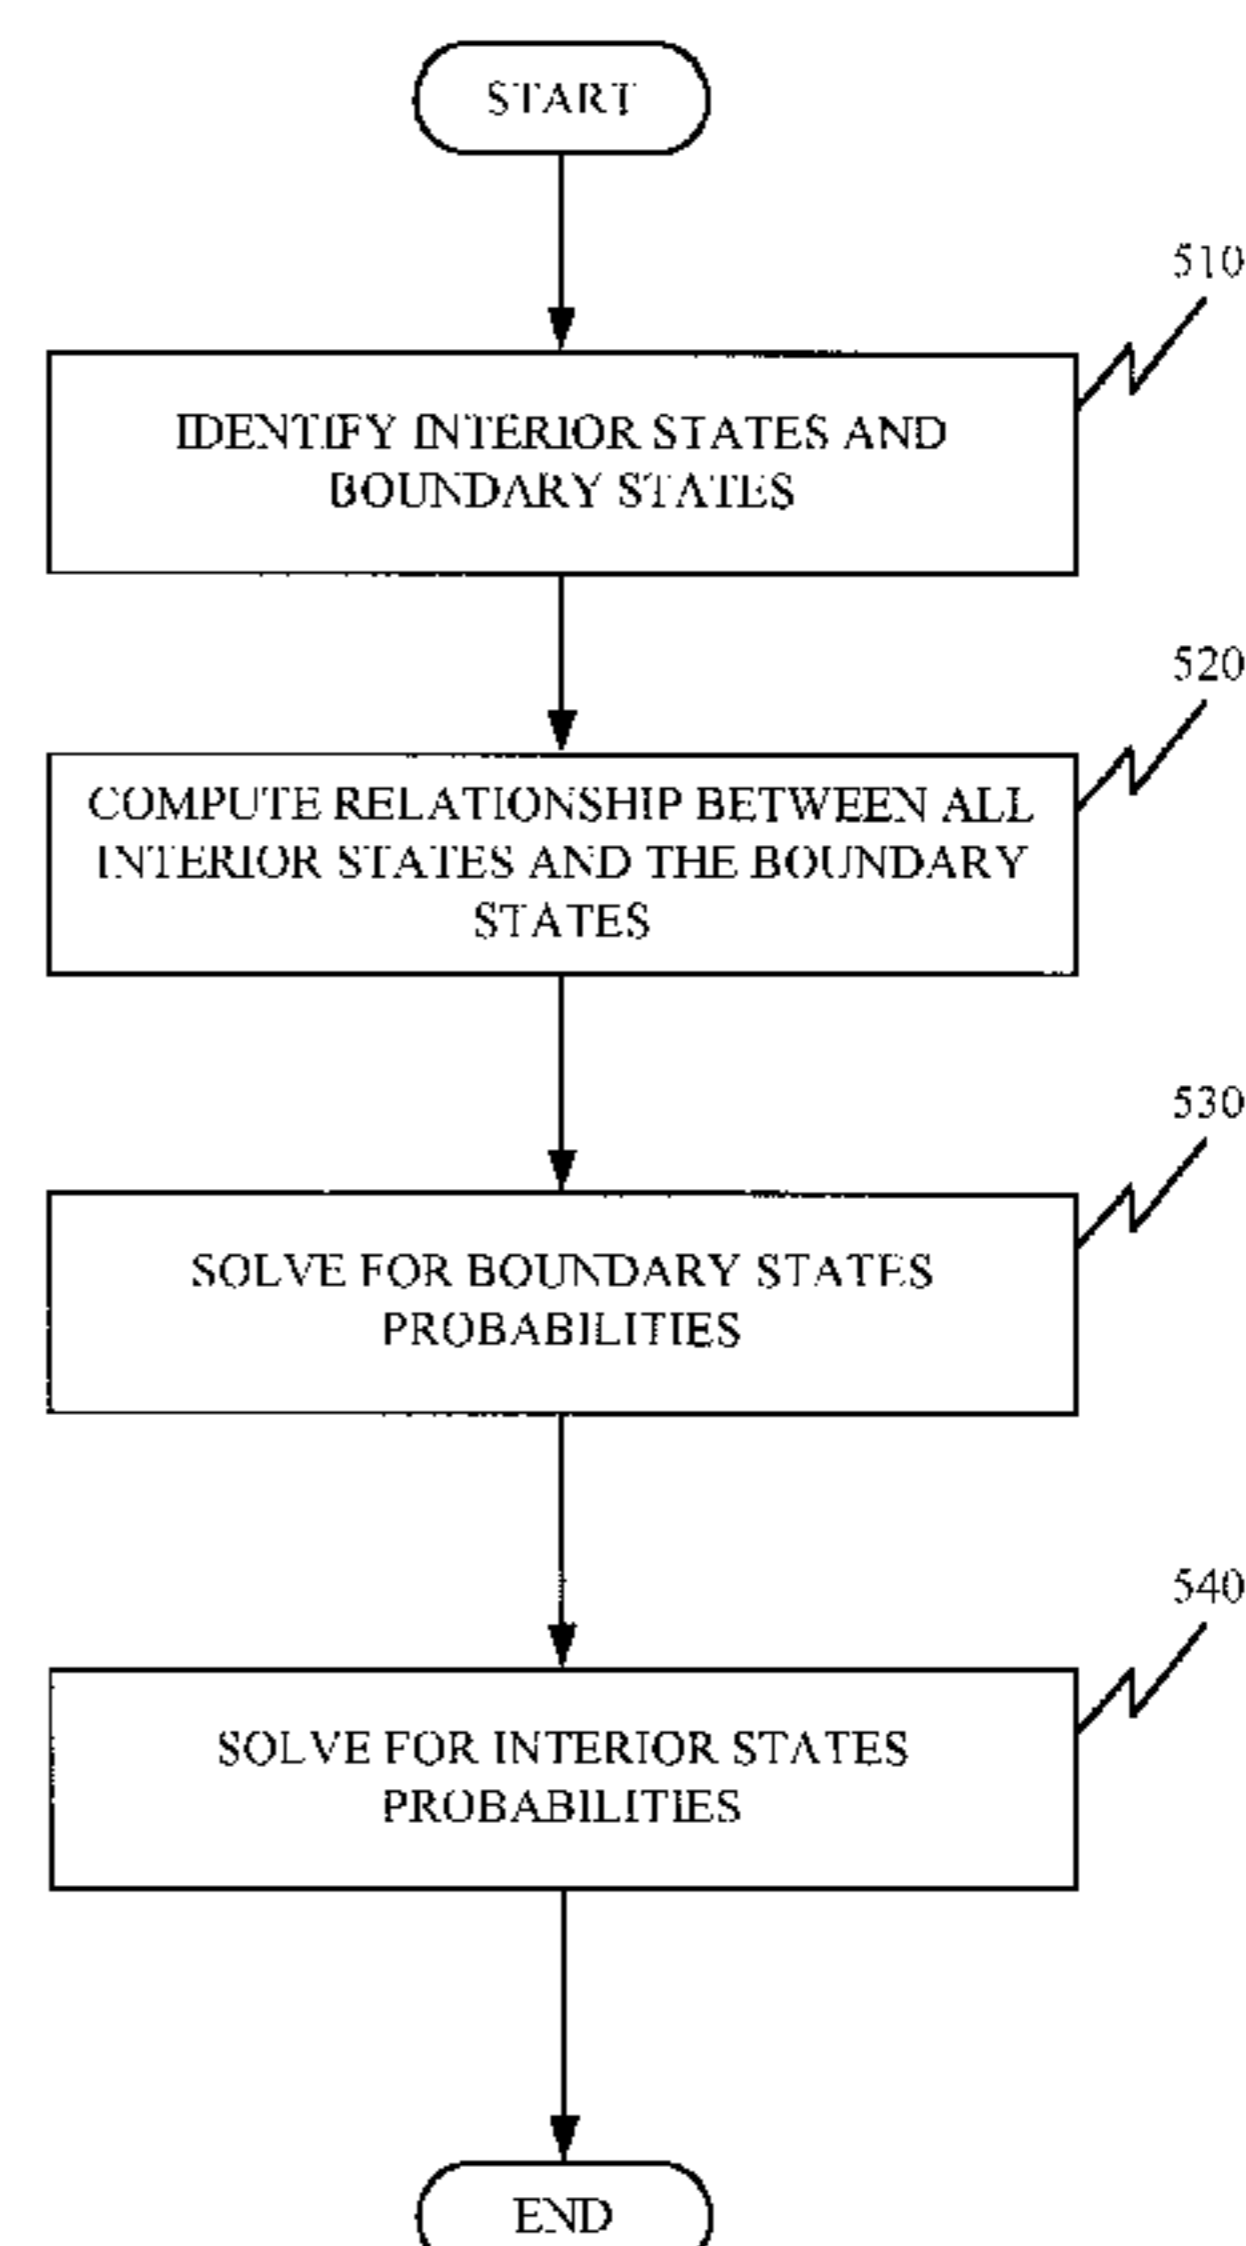 START
510
IDENTIFY INTERIOR STATES AND
BOUNDARY STATES
520
COMPUTE RELATIONSHIP BETWEEN ALL
INTERIOR STATES AND THE BOUNDARY
STATES
530
SOLVE FOR BOUNDARY STATES
PROBABILITIES
540
SOLVE FOR INTERIOR STATES
PROBABILITIES
END